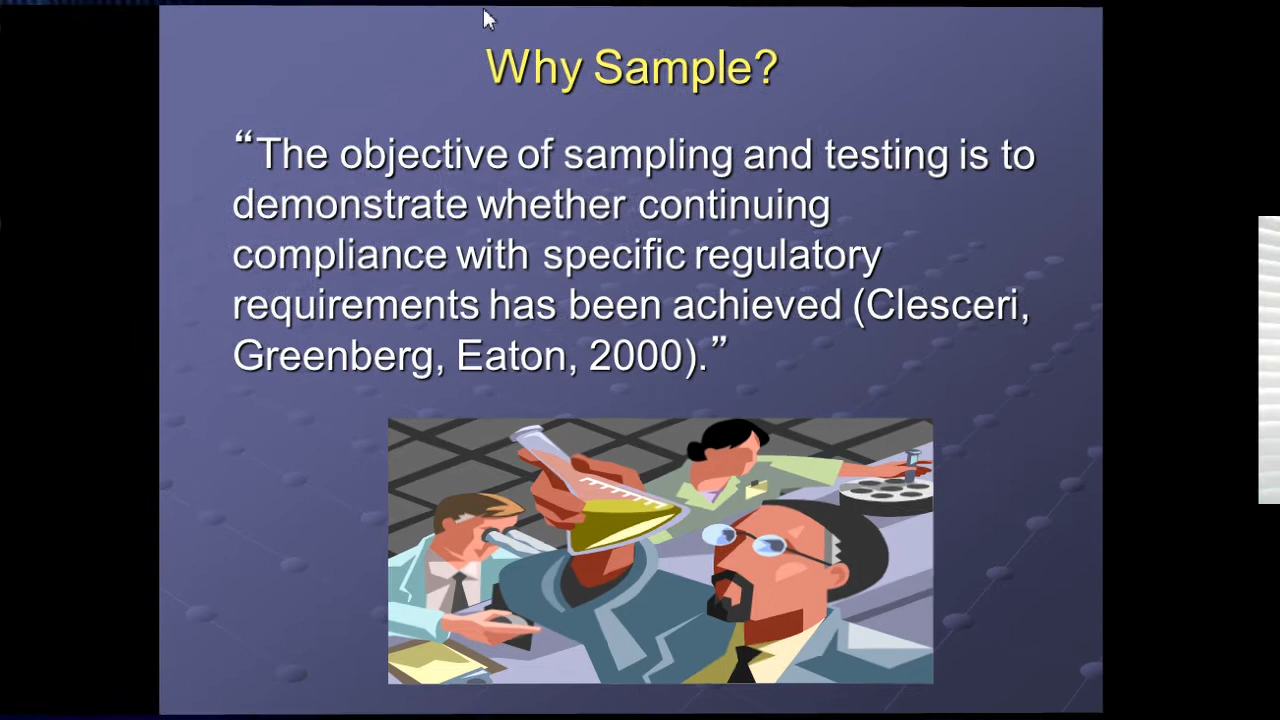 Why Sample?
“The objective of sampling and testing is to
demonstrate whether continuing
compliance with specific regulatory
requirements has been achieved (Clesceri,
Greenberg, Eaton, 2000).”